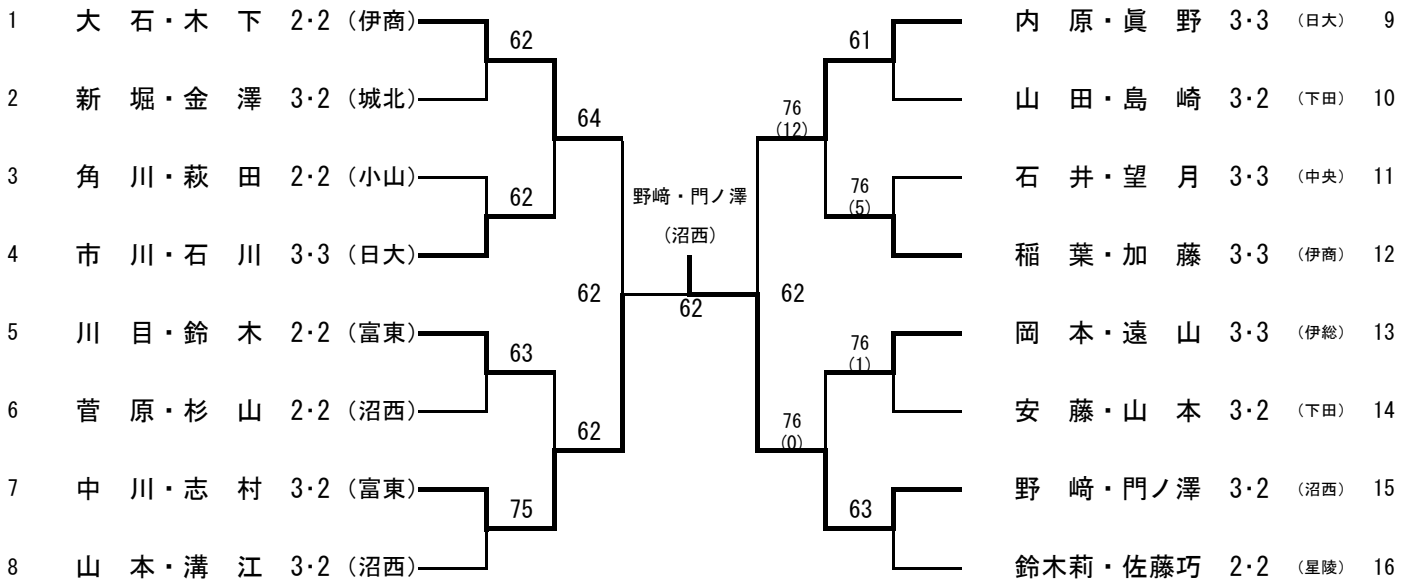 1 大 石・木 下 2・2 (伊商)
62
2 新 堀・金 澤 3・2 (城北)
64
3 角 川・萩 田 2・2 (小山)
62
4 市 川・石 川 3・3 (日大)
62
5 川 目・鈴 木 2・2 (富東)
63
6 菅 原・杉 山 2・2 (沼西)
62
7 中 川・志 村 3・2 (富東)
75
8 山 本・溝 江 3・2 (沼西)
野﨑・門ノ澤
(沼西)
62
内 原・眞 野 3・3 (日大) 9
61
山 田・島 崎 3・2 (下田) 10
76
(12)
石 井・望 月 3・3 (中央) 11
76
(5)
稲 葉・加 藤 3・3 (伊商) 12
62
岡 本・遠 山 3・3 (伊総) 13
76
(1)
安 藤・山 本 3・2 (下田) 14
76
(0)
野 﨑・門ノ澤 3・2 (沼西) 15
63
鈴木莉・佐藤巧 2・2 (星陵) 16